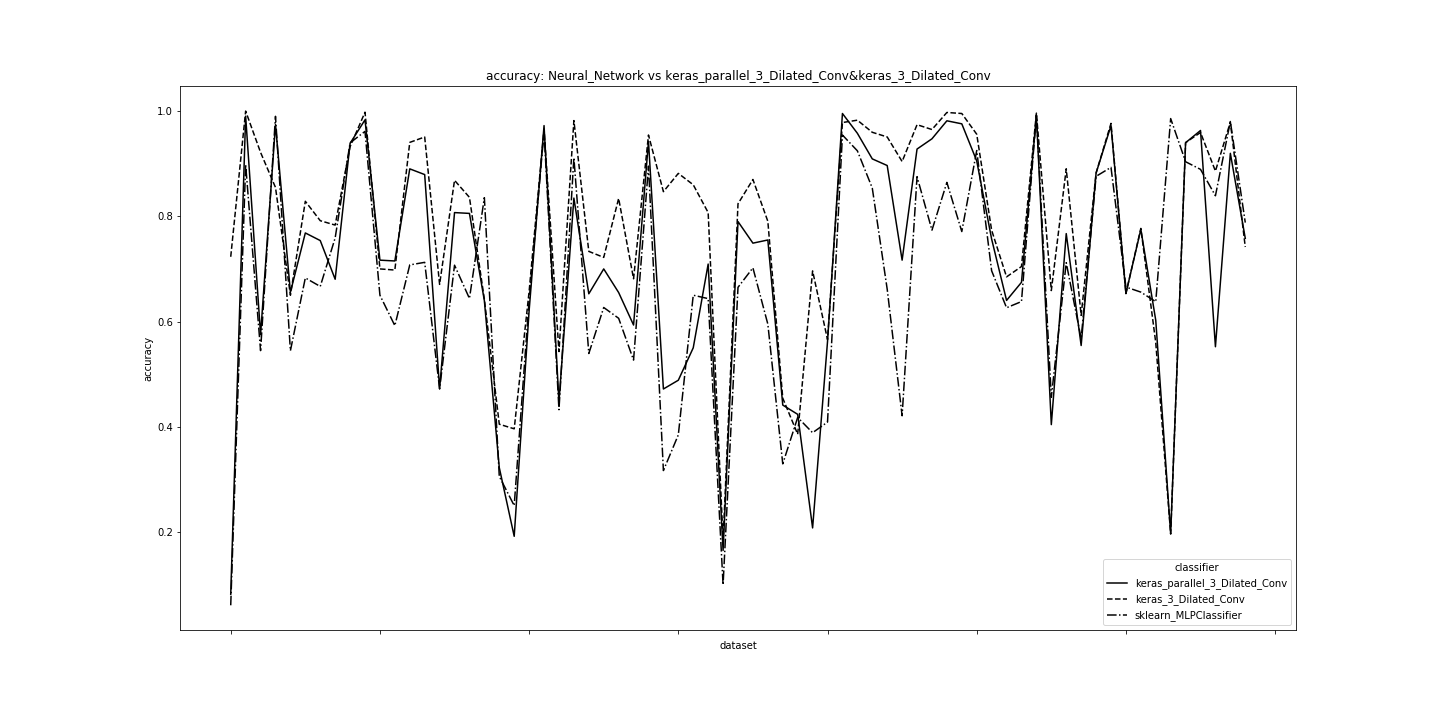 accuracy: Neural_Network vs keras_parallel_3_Dilated_Conv&keras_3_Dilated_Conv
1.0
0.8
0.6
0.4
0.2
accuracy
dataset
classifier
keras_parallel_3_Dilated_Conv
keras_3_Dilated_Conv
sklearn_MLPClassifier